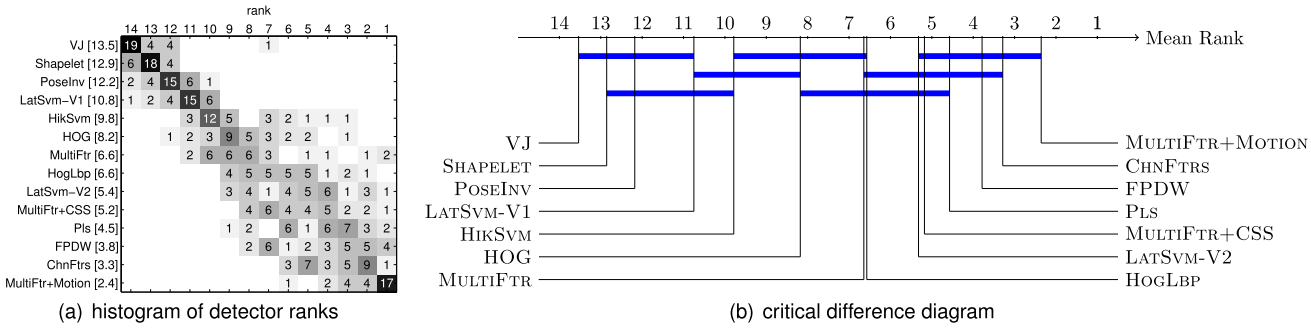 rank
14 13 12 11 10 9 8 7 6 5 4 3 2 1
VJ [13.5] 19 4 4 1
Shapelet [12.9] 6 18 4
PoseInv [12.2] 2 4 15 6 1
LatSvm−V1 [10.8] 1 2 4 15 6
HikSvm [9.8] 3 12 5 3 2 1 1 1
HOG [8.2] 1 2 3 9 5 3 2 2 1
MultiFtr [6.6] 2 6 6 6 3 1 1 1 2
HogLbp [6.6] 4 5 5 5 5 1 2 1
LatSvm−V2 [5.4] 3 4 1 4 5 6 1 3 1
MultiFtr+CSS [5.2] 4 6 4 4 5 2 2 1
Pls [4.5] 1 2 6 1 6 7 3 2
FPDW [3.8] 2 6 1 2 3 5 5 4
ChnFtrs [3.3] 3 7 3 5 9 1
MultiFtr+Motion [2.4] 1 2 4 4 17
(a) histogram of detector ranks
14 13 12 11 10 9 8 7 6 5 4 3 2 1
Mean Rank
VJ
SHAPELET
POSEINV
LATSVM-V1
HIKSVM
HOG
MULTIFTR
MULTIFTR+MOTION
CHNFTRS
FPDW
PLS
MULTIFTR+CSS
LATSVM-V2
HOGLBP
(b) critical difference diagram